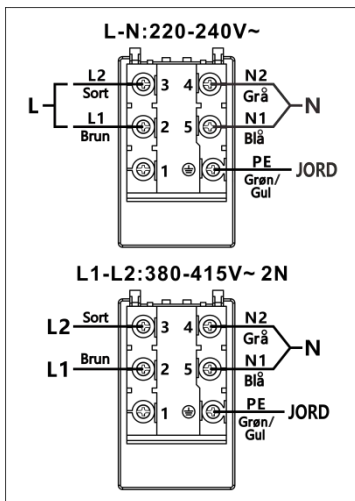 L-N:220-240V~
L2 3 4 N2
Sort Grå
L N
L1 2 5 N1
Brun Blå
1 PE JORD
Grøn/
Gul
L1-L2:380-415V~ 2N
L2 Sort 3 4 N2
Grå
N
L1 Brun 2 5 N1
Blå
1 PE JORD
Grøn/
Gul